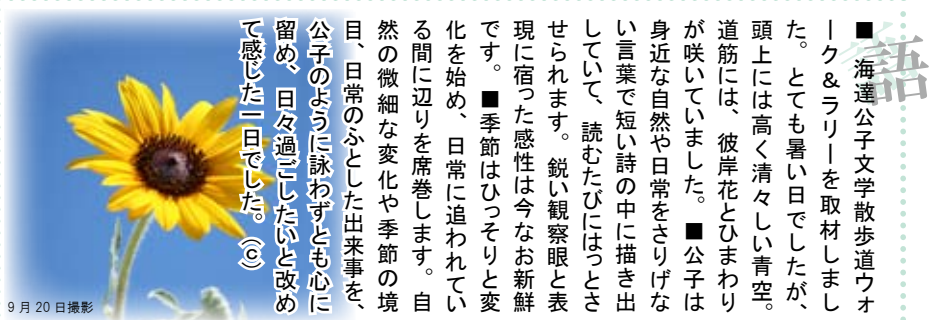 語
■海達公子文学散歩道ウォ
ーク&ラリーを取材しまし
た。とても暑い日でしたが、
頭上には高く清々しい青空。
道筋には、彼岸花とひまわり
が咲いていました。■公子は
身近な自然や日常をさりげな
い言葉で短い詩の中に描き出
していて、読むたびにはっとさ
せられます。鋭い観察眼と表
現に宿った感性は今なお新鮮
です。■季節はひっそりと変
化を始め、日常に追われてい
る間に辺りを席巻します。自
然の微細な変化や季節の境
目、日常のふとした出来事を、
公子のように詠わずとも心に
留め、日々過ごしたいと改め
て感じた一日でした。(C)
9月20日撮影